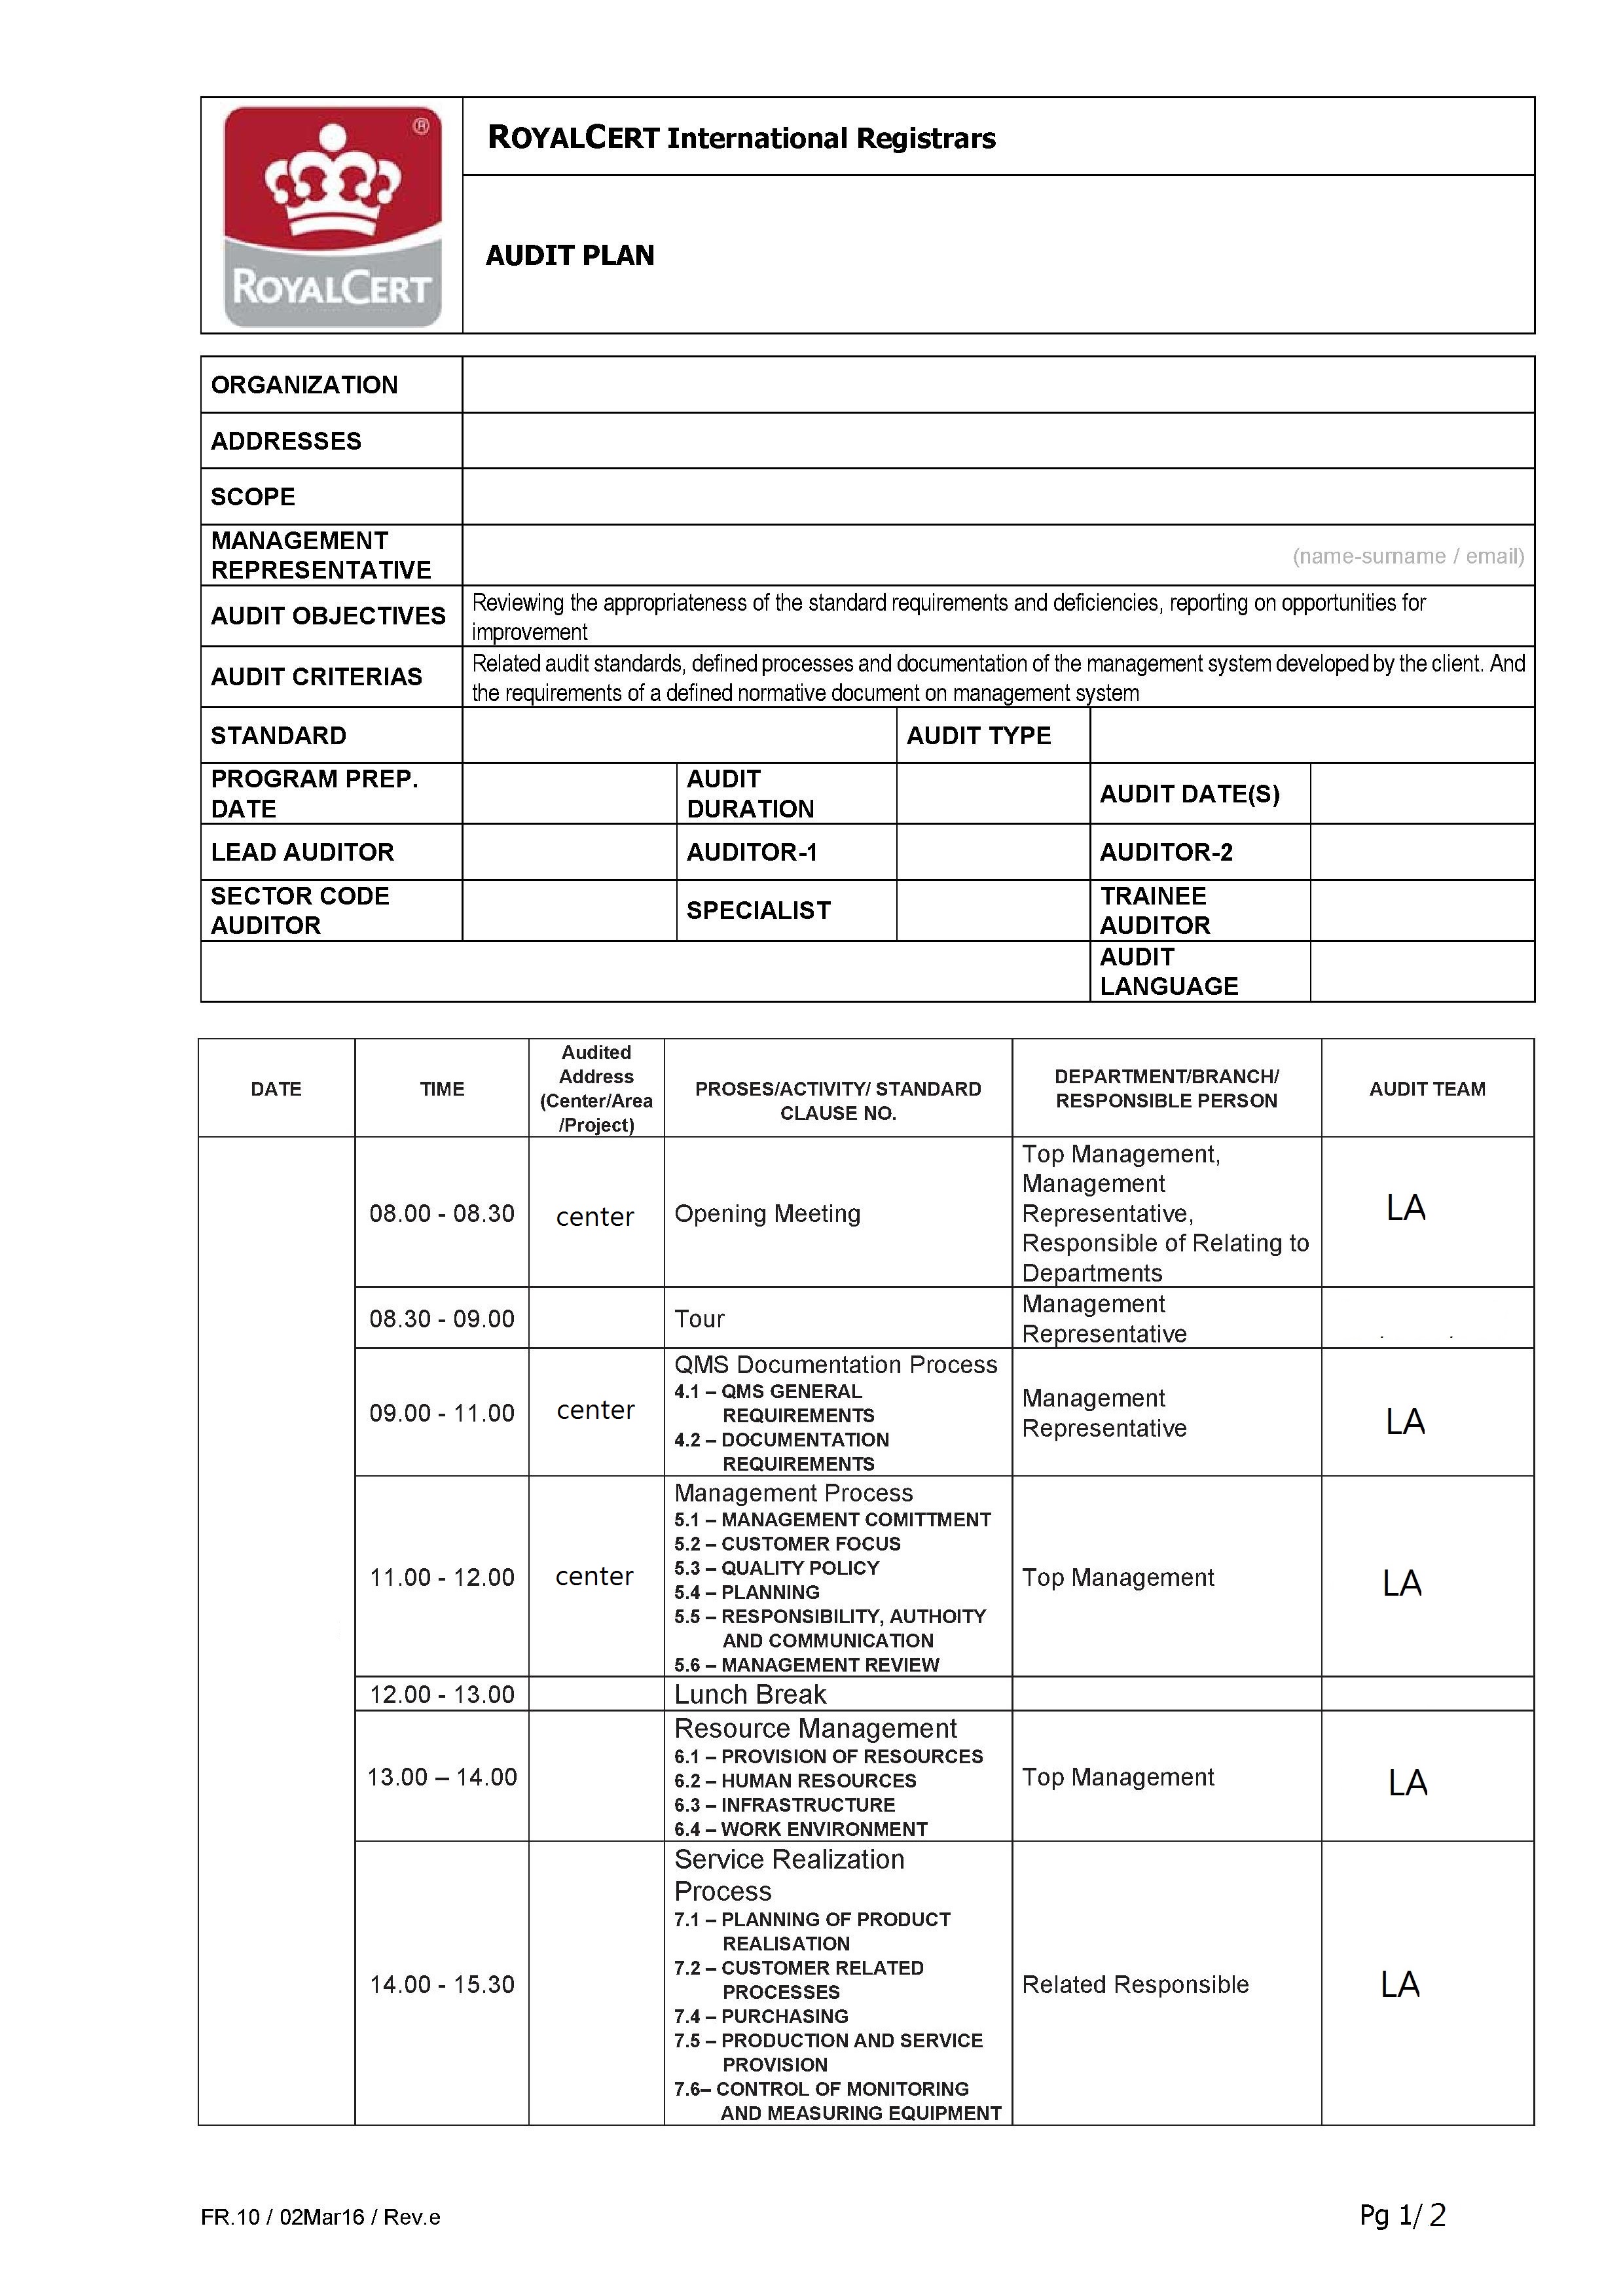 ®
ROYALCERT
ROYALCERT International Registrars
AUDIT PLAN
ORGANIZATION
ADDRESSES
SCOPE
MANAGEMENT
REPRESENTATIVE
(name-surname / email)
AUDIT OBJECTIVES
Reviewing the appropriateness of the standard requirements and deficiencies, reporting on opportunities for
improvement
AUDIT CRITERIAS
Related audit standards, defined processes and documentation of the management system developed by the client. And
the requirements of a defined normative document on management system
STANDARD
AUDIT TYPE
PROGRAM PREP.
DATE
AUDIT
DURATION
AUDIT DATE(S)
LEAD AUDITOR
AUDITOR-1
AUDITOR-2
SECTOR CODE
AUDITOR
SPECIALIST
TRAINEE
AUDITOR
AUDIT
LANGUAGE
DATE
TIME
Audited
Address
(Center/Area
/Project)
PROSES/ACTIVITY/ STANDARD
CLAUSE NO.
DEPARTMENT/BRANCH/
RESPONSIBLE PERSON
AUDIT TEAM
08.00 - 08.30
center
Opening Meeting
Top Management,
Management
Representative,
Responsible of Relating to
Departments
LA
08.30 - 09.00
Tour
Management
Representative
09.00 - 11.00
center
QMS Documentation Process
4.1 – QMS GENERAL
REQUIREMENTS
4.2 – DOCUMENTATION
REQUIREMENTS
Management
Representative
LA
11.00 - 12.00
center
Management Process
5.1 – MANAGEMENT COMITTMENT
5.2 – CUSTOMER FOCUS
5.3 – QUALITY POLICY
5.4 – PLANNING
5.5 – RESPONSIBILITY, AUTHOITY
AND COMMUNICATION
5.6 – MANAGEMENT REVIEW
Top Management
LA
12.00 - 13.00
Lunch Break
13.00 – 14.00
Resource Management
6.1 – PROVISION OF RESOURCES
6.2 – HUMAN RESOURCES
6.3 – INFRASTRUCTURE
6.4 – WORK ENVIRONMENT
Top Management
LA
14.00 - 15.30
Service Realization
Process
7.1 – PLANNING OF PRODUCT
REALISATION
7.2 – CUSTOMER RELATED
PROCESSES
7.4 – PURCHASING
7.5 – PRODUCTION AND SERVICE
PROVISION
7.6– CONTROL OF MONITORING
AND MEASURING EQUIPMENT
Related Responsible
LA
FR.10 / 02Mar16 / Rev.e
Pg 1/ 2